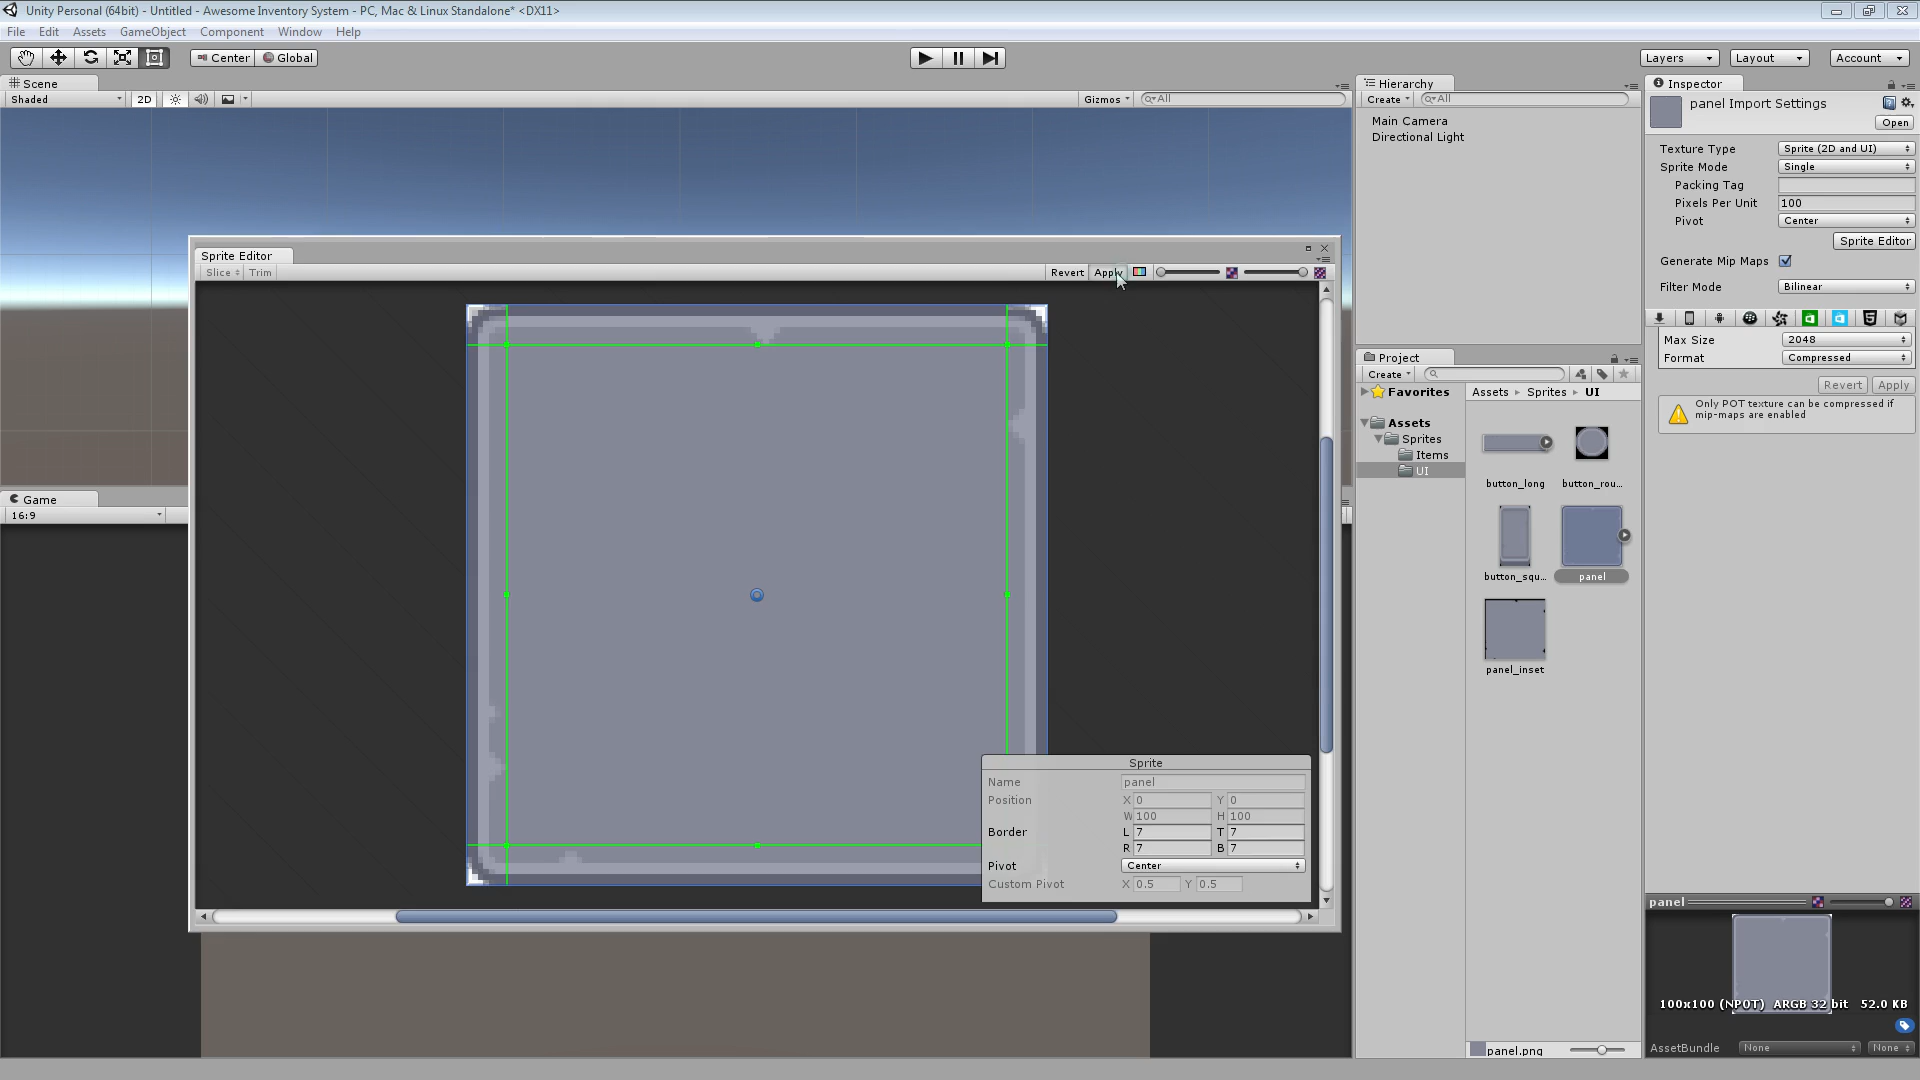 Unity Personal (64bit) - Untitled - Awesome Inventory System - PC, Mac & Linux Standalone* <DX11>
File Edit Assets GameObject Component Window Help
Center Global
Layers Layout Account
Scene
Shaded 2D Gizmos All
Hierarchy
Create All
Main Camera
Directional Light
Inspector
panel Import Settings
Open
Texture Type Sprite (2D and UI)
Sprite Mode Single
Packing Tag
Pixels Per Unit 100
Pivot Center
Sprite Editor
Generate Mip Maps
Filter Mode Bilinear
Max Size 2048
Format Compressed
Revert Apply
Only POT texture can be compressed if
mip-maps are enabled
Sprite Editor
Slice Trim Revert Apply
Game
16:9
Sprite
Name panel
Position X 0 Y 0
W 100 H 100
Border L 7 T 7
R 7 B 7
Pivot Center
Custom Pivot X 0.5 Y 0.5
Project
Create
Favorites
Assets
Sprites
Items
UI
Assets Sprites UI
button_long button_rou...
button_squ... panel
panel_inset
panel.png
panel
100x100 (NPOT) ARGB 32 bit 52.0 KB
AssetBundle None None